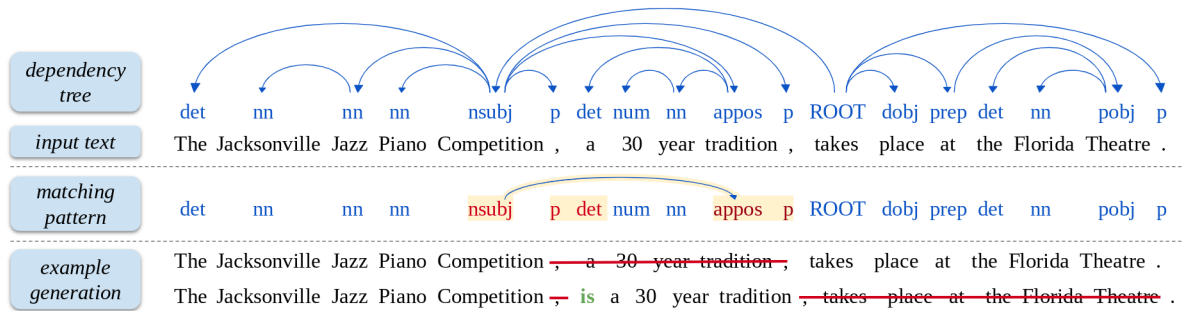 dependency tree
det nn nn nn nsubj p det num nn appos p ROOT dobj prep det nn pobj p
input text
The Jacksonville Jazz Piano Competition , a 30 year tradition , takes place at the Florida Theatre .
matching pattern
det nn nn nn nsubj p det num nn appos p ROOT dobj prep det nn pobj p
example generation
The Jacksonville Jazz Piano Competition , a 30 year tradition , takes place at the Florida Theatre .
The Jacksonville Jazz Piano Competition , is a 30 year tradition , takes place at the Florida Theatre .